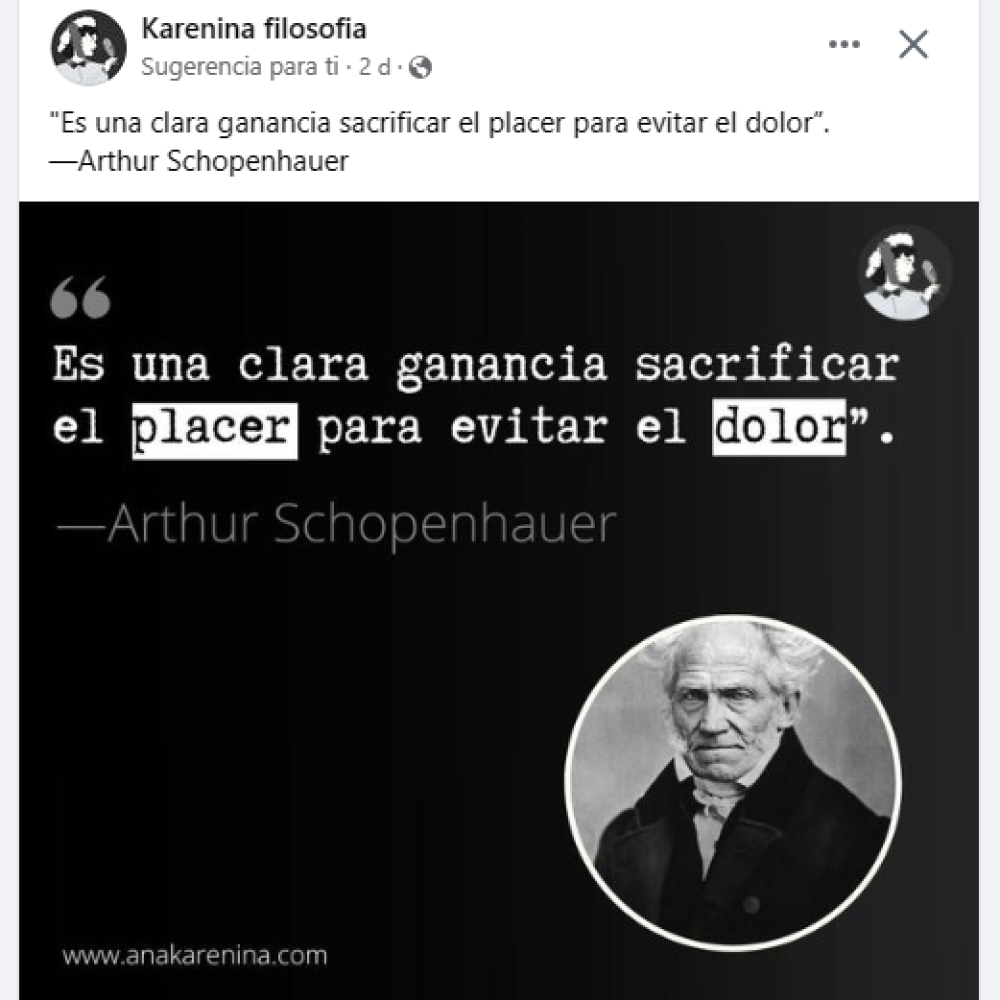 Karenina filosofia
Sugerencia para ti · 2 d ·
"Es una clara ganancia sacrificar el placer para evitar el dolor”.
—Arthur Schopenhauer
“
Es una clara ganancia sacrificar
el placer para evitar el dolor”.
—Arthur Schopenhauer
www.anakarenina.com